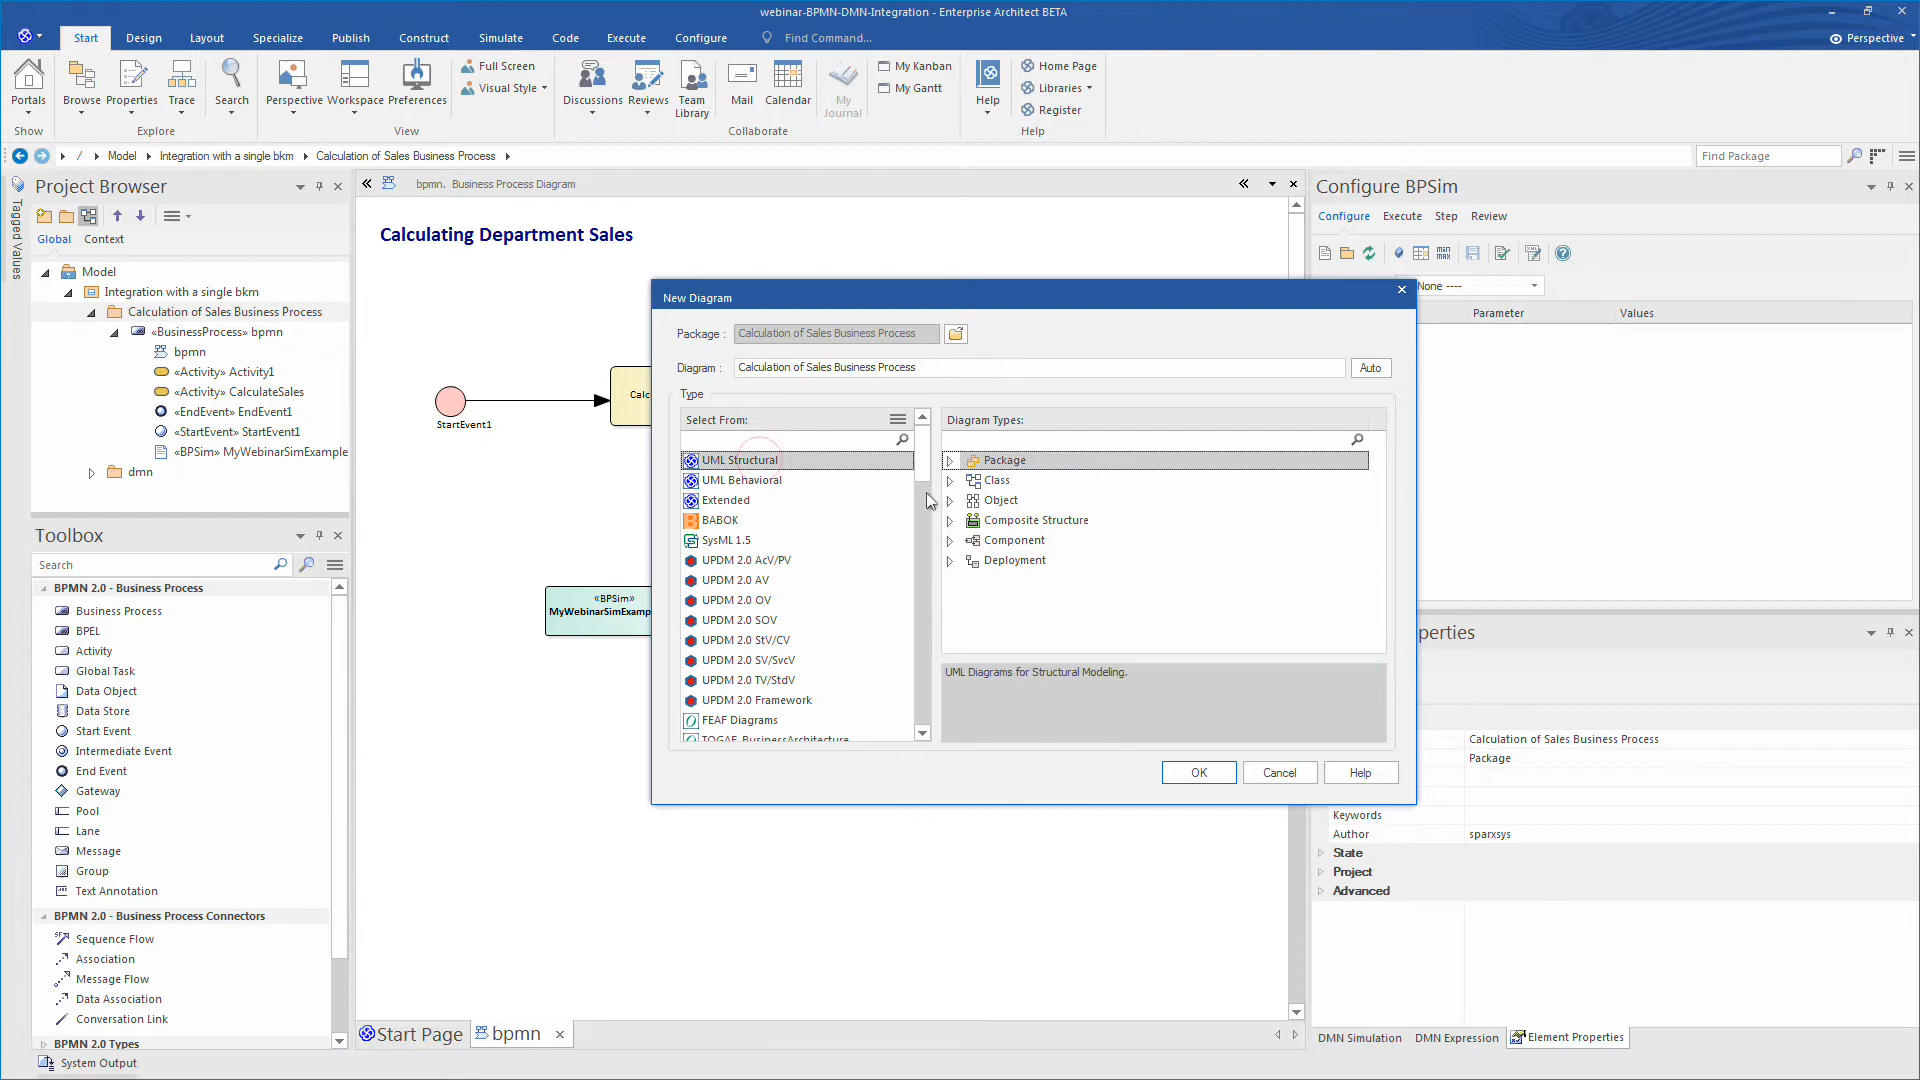 webinar-BPMN-DMN-Integration - Enterprise Architect BETA
Start Design Layout Specialize Publish Construct Simulate Code Execute Configure Find Command... Perspective
Portals Browse Properties Trace Search Perspective Workspace Preferences Full Screen Visual Style Discussions Reviews Team Library Mail Calendar My Journal My Kanban My Gantt Help Home Page Libraries Register
Show Explore View Collaborate Help
/ Model Integration with a single bkm Calculation of Sales Business Process Find Package
Tagged Values
Project Browser
Global Context
Model
Integration with a single bkm
Calculation of Sales Business Process
«BusinessProcess» bpmn
bpmn
«Activity» Activity1
«Activity» CalculateSales
«EndEvent» EndEvent1
«StartEvent» StartEvent1
«BPSim» MyWebinarSimExample
dmn
Toolbox
Search
BPMN 2.0 - Business Process
Business Process
BPEL
Activity
Global Task
Data Object
Data Store
Start Event
Intermediate Event
End Event
Gateway
Pool
Lane
Message
Group
Text Annotation
BPMN 2.0 - Business Process Connectors
Sequence Flow
Association
Message Flow
Data Association
Conversation Link
BPMN 2.0 Types
System Output
bpmn. Business Process Diagram
Calculating Department Sales
StartEvent1
Calc
«BPSim»
MyWebinarSimExamp
Start Page bpmn
New Diagram
Package : Calculation of Sales Business Process
Diagram : Calculation of Sales Business Process Auto
Type
Select From:
UML Structural
UML Behavioral
Extended
BABOK
SysML 1.5
UPDM 2.0 AcV/PV
UPDM 2.0 AV
UPDM 2.0 OV
UPDM 2.0 SOV
UPDM 2.0 StV/CV
UPDM 2.0 SV/SvcV
UPDM 2.0 TV/StdV
UPDM 2.0 Framework
FEAF Diagrams
TOGAF-BusinessArchitecture
Diagram Types:
Package
Class
Object
Composite Structure
Component
Deployment
UML Diagrams for Structural Modeling.
OK Cancel Help
Configure BPSim
Configure Execute Step Review
min max
None ----
Parameter Values
perties
Calculation of Sales Business Process
Package
Keywords
Author sparxsys
State
Project
Advanced
DMN Simulation DMN Expression Element Properties